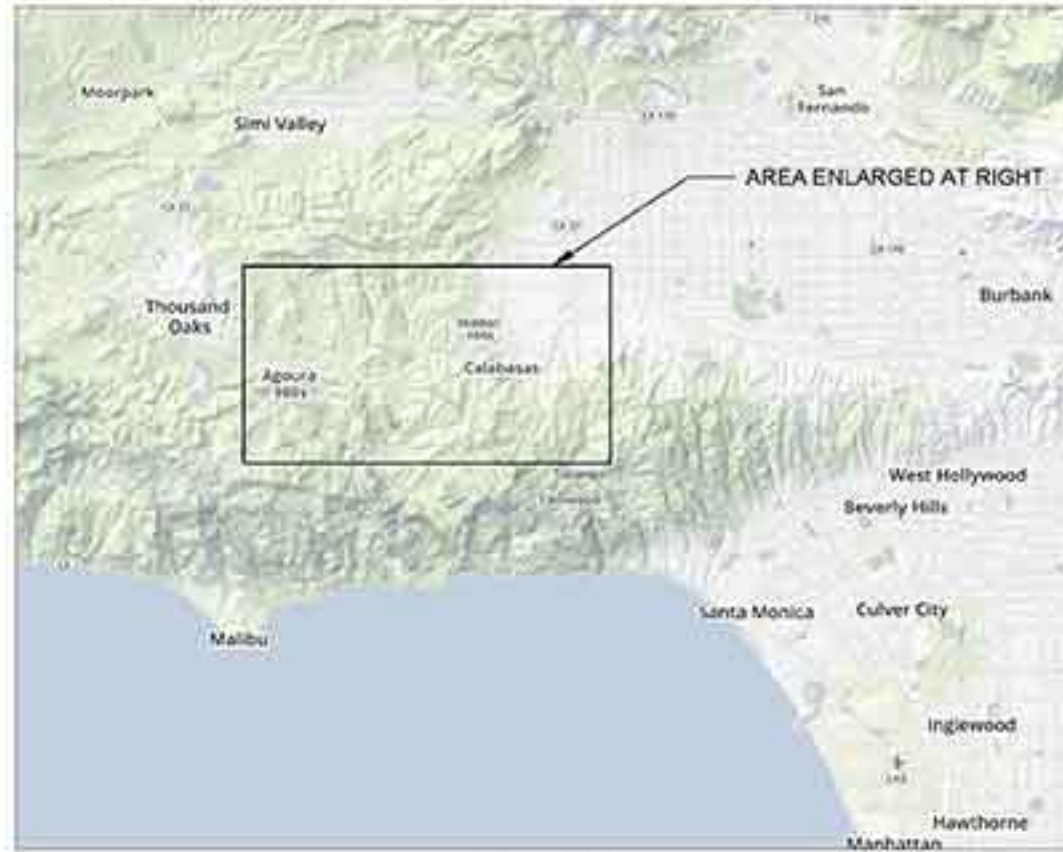 Moorpark
Simi Valley
San
Fernando
AREA ENLARGED AT RIGHT
Thousand
Oaks
Burbank
Hills
Calabasas
Agoura
Hills
West Hollywood
Beverly Hills
Santa Monica
Culver City
Malibu
Inglewood
Hawthorne
Manhattan